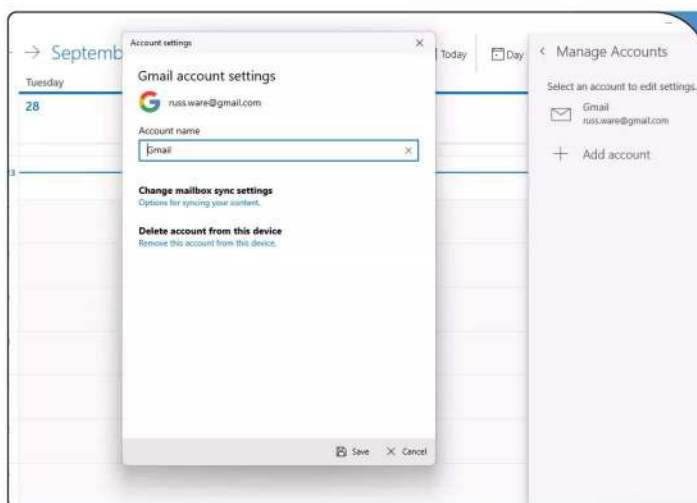 Septemb
Today
Day
Tuesday
28
3
Account settings
Gmail account settings
russ.ware@gmail.com
Account name
Gmail
Change mailbox sync settings
Options for syncing your content.
Delete account from this device
Remove this account from this device.
Save
Cancel
Manage Accounts
Select an account to edit settings.
Gmail
russ.ware@gmail.com
Add account